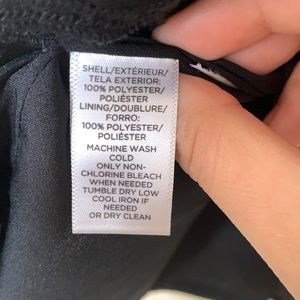 SHELL/EXTÉRIEUR/
TELA EXTERIOR:
100% POLYESTER/
POLIÉSTER
LINING/DOUBLURE/
FORRO:
100% POLYESTER/
POLIÉSTER
MACHINE WASH
COLD
ONLY NON-
CHLORINE BLEACH
WHEN NEEDED
TUMBLE DRY LOW
COOL IRON IF
NEEDED
OR DRY CLEAN